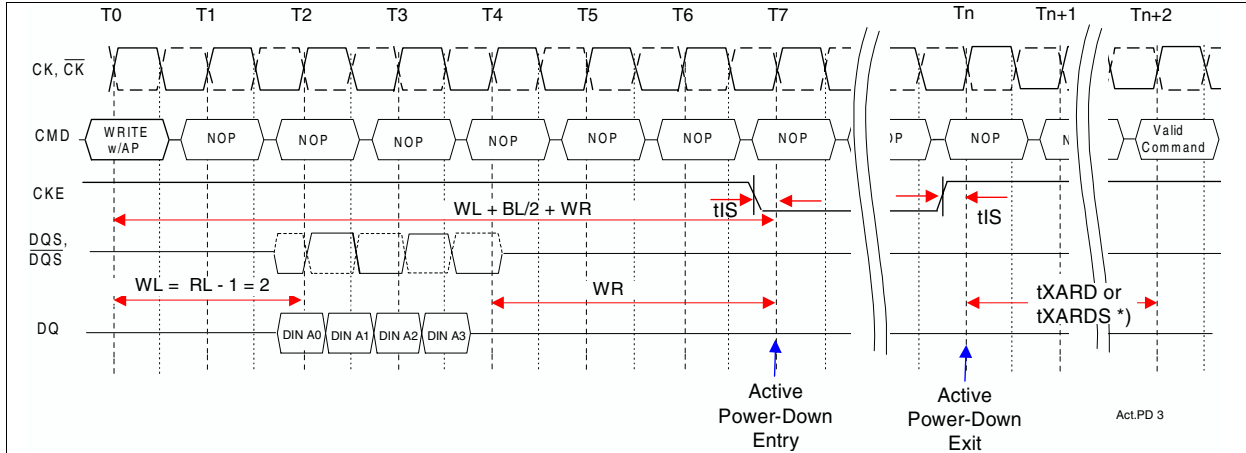 T0 T1 T2 T3 T4 T5 T6 T7 Tn Tn+1 Tn+2
CK, CK
CMD
WRITE w/AP
NOP NOP NOP NOP NOP NOP NOP OP NOP N
Valid Command
CKE
tIS
tIS
WL + BL/2 + WR
DQS,
DQS
WL = RL - 1 = 2
WR
tXARD or
tXARDS *)
DQ
DIN A0 DIN A1 DIN A2 DIN A3
Active
Power-Down
Entry
Active
Power-Down
Exit
Act.PD 3